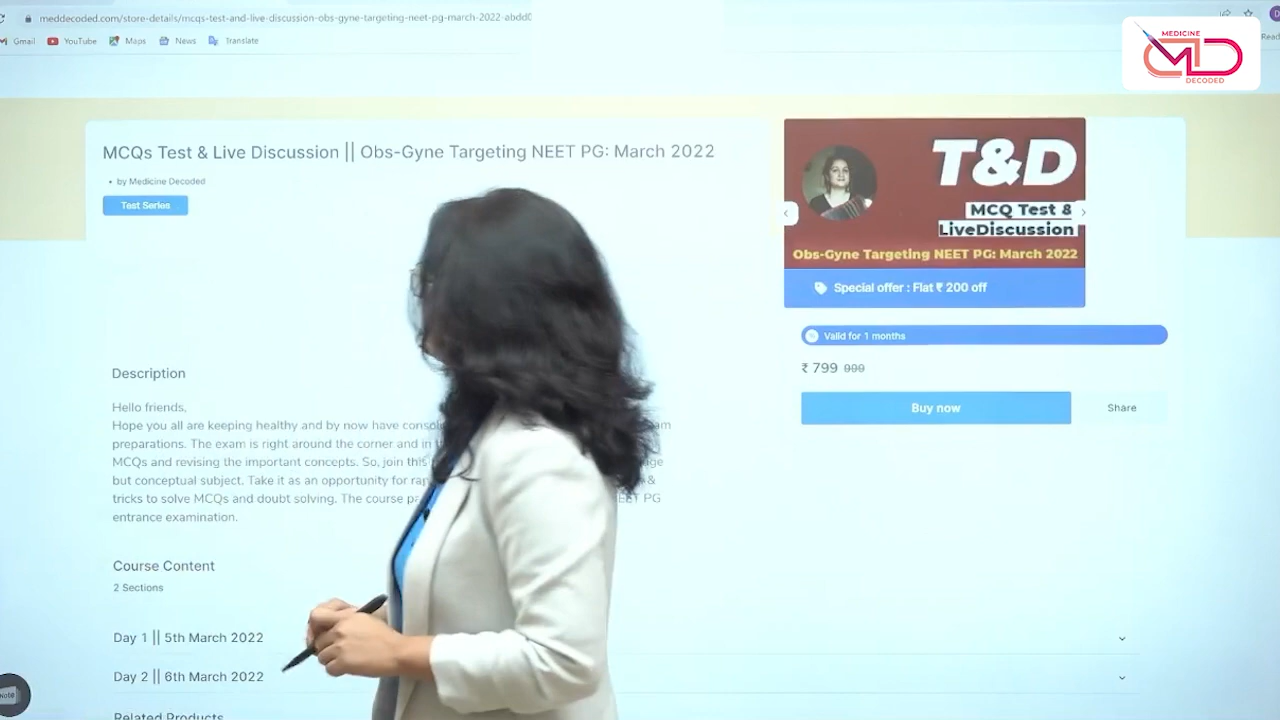 meddecoded.com/store-details/mcqs-test-and-live-discussion-obs-gyne-targeting-neet-pg-march-2022-abdd0
Gmail YouTube Maps News Translate
Read
MEDICINE
MD
DECODED
MCQs Test & Live Discussion || Obs-Gyne Targeting NEET PG: March 2022
• by Medicine Decoded
Test Series
T&D
MCQ Test &
LiveDiscussion
Obs-Gyne Targeting NEET PG: March 2022
Special offer : Flat ₹ 200 off
Valid for 1 months
₹ 799 999
Buy now
Share
Description
Hello friends,
Hope you all are keeping healthy and by now have
preparations. The exam is right around the corner and in
MCQs and revising the important concepts. So, join this
but conceptual subject. Take it as an opportunity for &
tricks to solve MCQs and doubt solving. The course PG
entrance examination.
Course Content
2 Sections
Day 1 || 5th March 2022
Day 2 || 6th March 2022
Related Products